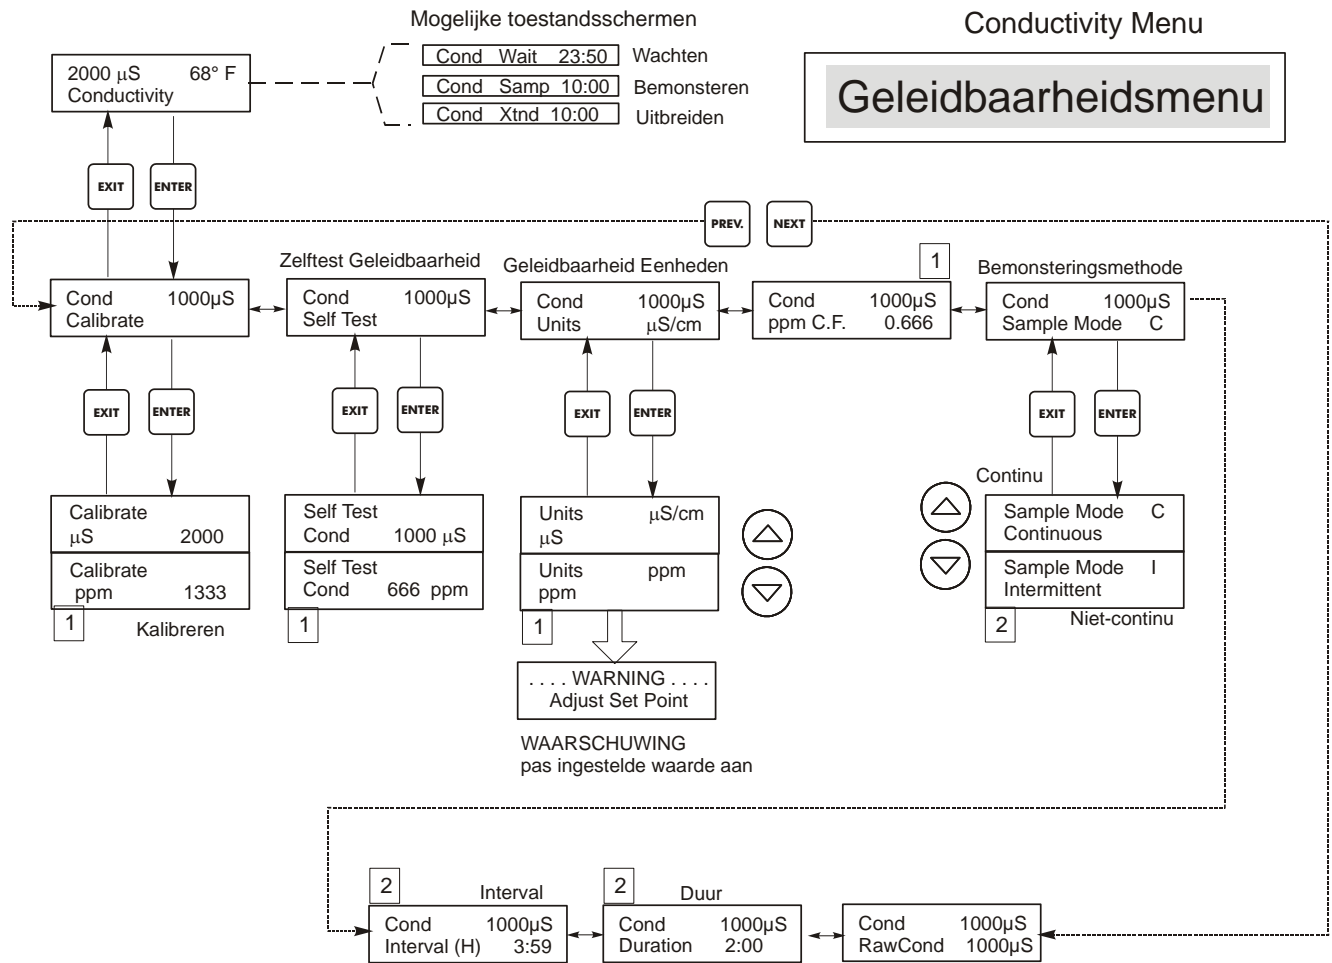 Mogelijke toestandsschermen
Conductivity Menu
Geleidbaarheidsmenu
2000 µS 68° F
Conductivity
Cond Wait 23:50 Wachten
Cond Samp 10:00 Bemonsteren
Cond Xtnd 10:00 Uitbreiden
EXIT ENTER
PREV. NEXT
Zelftest Geleidbaarheid
Geleidbaarheid Eenheden
1
Bemonsteringsmethode
Cond 1000µS
Calibrate
Cond 1000µS
Self Test
Cond 1000µS
Units µS/cm
Cond 1000µS
ppm C.F. 0.666
Cond 1000µS
Sample Mode C
EXIT ENTER
EXIT ENTER
EXIT ENTER
EXIT ENTER
Calibrate
µS 2000
Calibrate
ppm 1333
1
Kalibreren
Self Test
Cond 1000 µS
Self Test
Cond 666 ppm
1
Units µS/cm
µS
Units ppm
ppm
1
. . . . WARNING . . . .
Adjust Set Point
WAARSCHUWING
pas ingestelde waarde aan
Continu
Sample Mode C
Continuous
Sample Mode I
Intermittent
2
Niet-continu
2
Interval
Cond 1000µS
Interval (H) 3:59
2
Duur
Cond 1000µS
Duration 2:00
Cond 1000µS
RawCond 1000µS